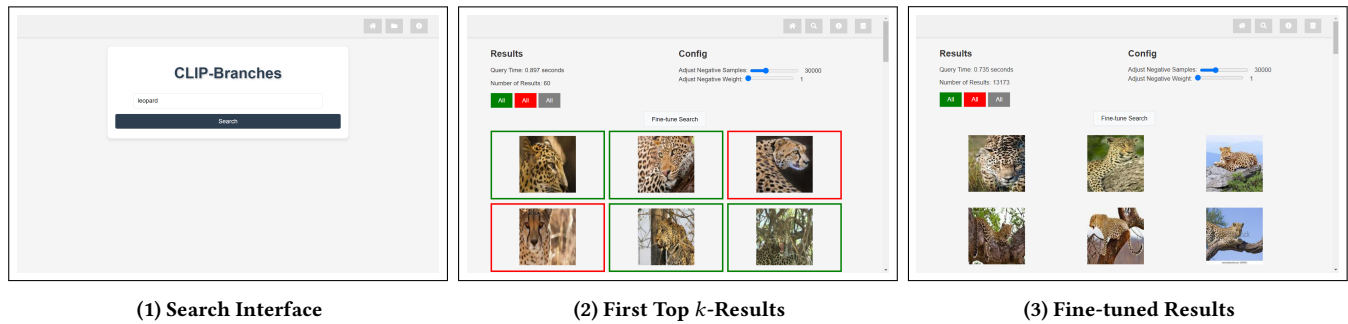 CLIP-Branches
leopard
Search
(1) Search Interface
Results
Config
Query Time: 0.897 seconds
Adjust Negative Samples: 30000
Number of Results: 60
Adjust Negative Weight: 1
All All All
Fine-tune Search
(2) First Top k-Results
Results
Config
Query Time: 0.735 seconds
Adjust Negative Samples: 30000
Number of Results: 13173
Adjust Negative Weight: 1
All All All
Fine-tune Search
(3) Fine-tuned Results